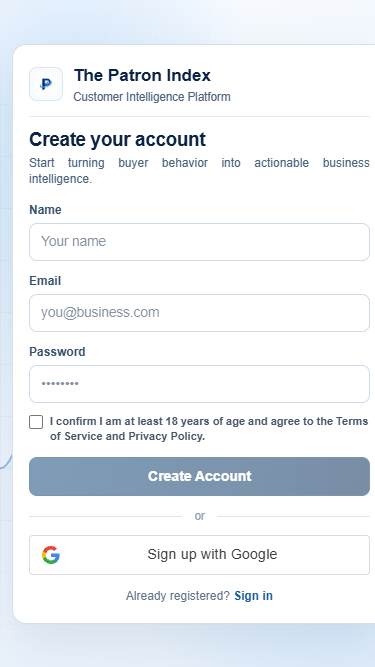 P
The Patron Index
Customer Intelligence Platform
Create your account
Start turning buyer behavior into actionable business
intelligence.
Name
Your name
Email
you@business.com
Password
••••••••
I confirm I am at least 18 years of age and agree to the Terms
of Service and Privacy Policy.
Create Account
or
G
Sign up with Google
Already registered? Sign in